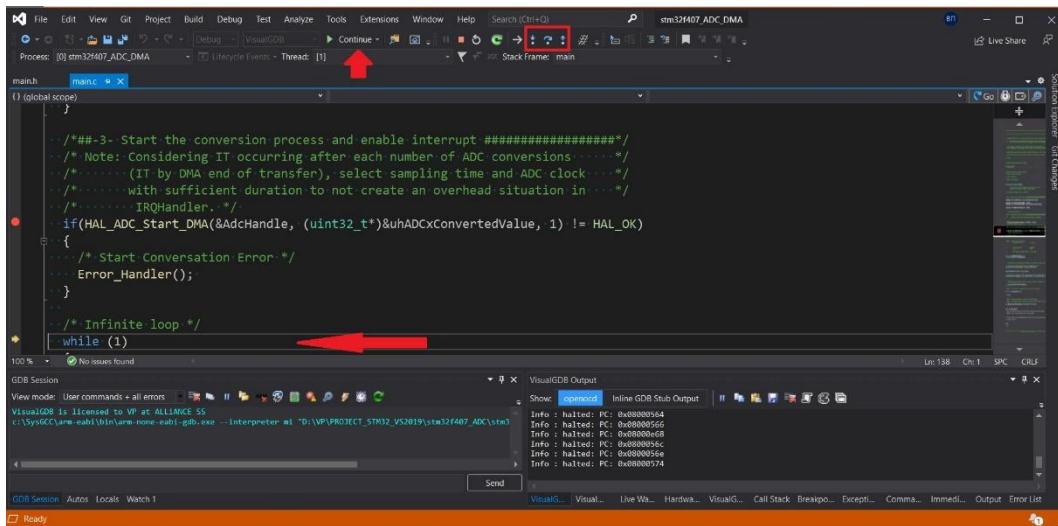 File Edit View Git Project Build Debug Test Analyze Tools Extensions Window Help Search (Ctrl+Q) stm32f407_ADC_DMA ВП
Debug VisualGDB Continue Live Share
Process: [0] stm32f407_ADC_DMA Lifecycle Events Thread: [1] Stack Frame: main
main.h main.c
Solution Explorer Git Changes
() (global scope) Go
}
/*##-3- Start the conversion process and enable interrupt ##################*/
/* Note: Considering IT occurring after each number of ADC conversions */
/* (IT by DMA end of transfer), select sampling time and ADC clock */
/* with sufficient duration to not create an overhead situation in */
/* IRQHandler. */
if(HAL_ADC_Start_DMA(&AdcHandle, (uint32_t*)&uhADCxConvertedValue, 1) != HAL_OK)
{
/* Start Conversation Error */
Error_Handler();
}
/* Infinite loop */
while (1)
100 % No issues found Ln: 138 Ch: 1 SPC CRLF
GDB Session
View mode: User commands + all errors
VisualGDB is licensed to VP at ALLIANCE SS
c:\SysGCC\arm-eabi\bin\arm-none-eabi-gdb.exe --interpreter mi "D:\VP\PROJECT_STM32_VS2019\stm32f407_ADC\stm3
Send
GDB Session Autos Locals Watch 1
VisualGDB Output
Show: openocd Inline GDB Stub Output
Info : halted: PC: 0x08000564
Info : halted: PC: 0x08000566
Info : halted: PC: 0x08000e68
Info : halted: PC: 0x0800056c
Info : halted: PC: 0x0800056e
Info : halted: PC: 0x08000574
VisualG... Visual... Live Wa... Hardwa... VisualG... Call Stack Breakpo... Excepti... Comma... Immedi... Output Error List
Ready